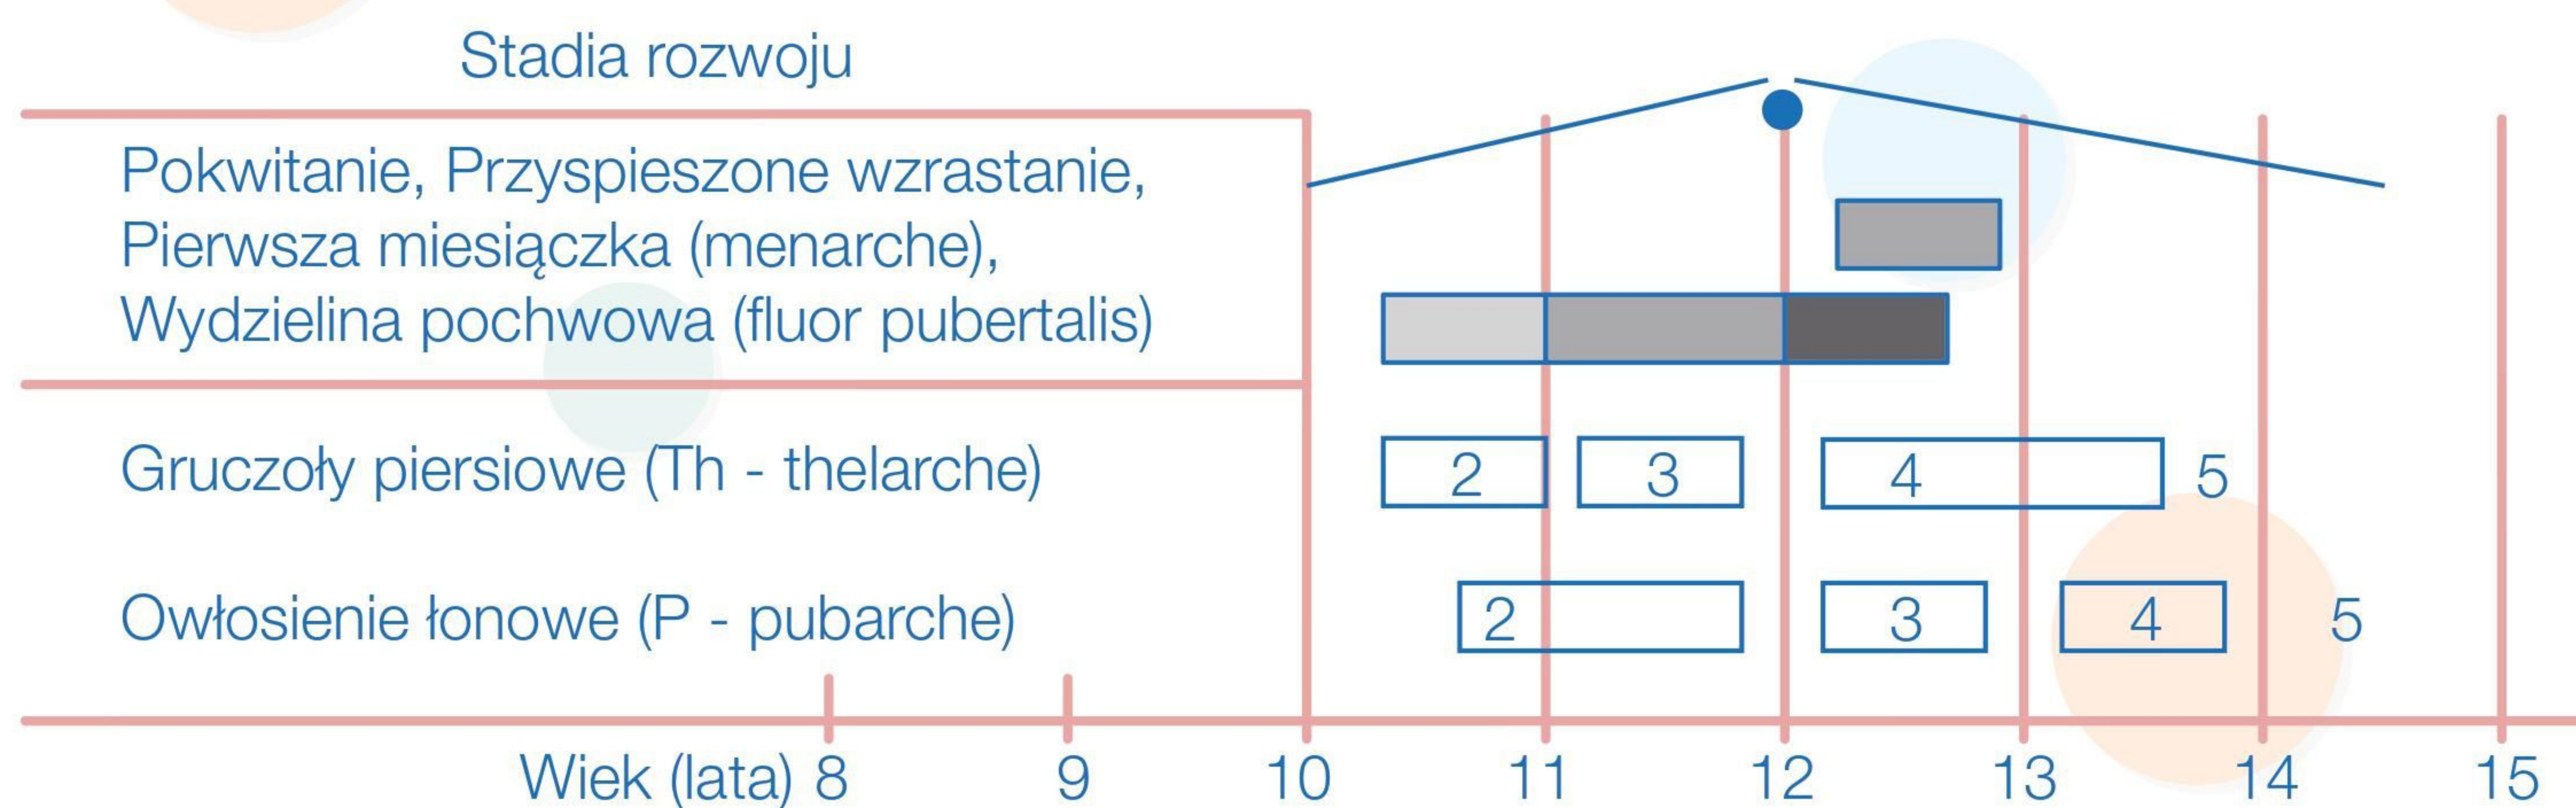 Stadia rozwoju
Pokwitanie, Przyspieszone wzrastanie,
Pierwsza miesiączka (menarche),
Wydzielina pochwowa (fluor pubertalis)
Gruczoły piersiowe (Th - thelarche) 2 3 4 5
Owłosienie łonowe (P - pubarche) 2 3 4 5
Wiek (lata) 8 9 10 11 12 13 14 15